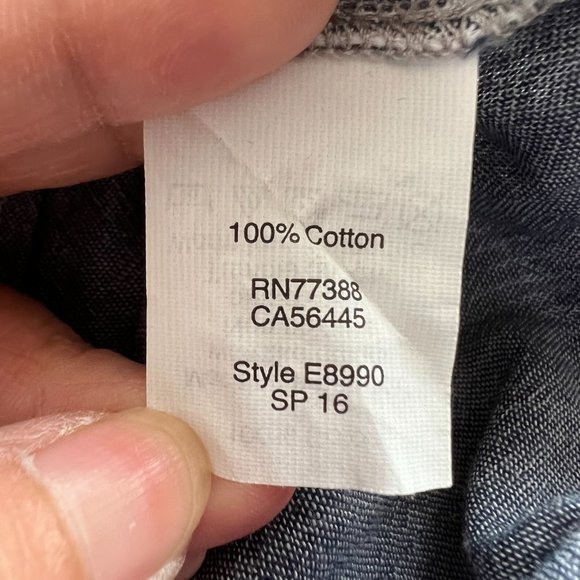 100% Cotton
RN77388
CA56445
Style E8990
SP 16